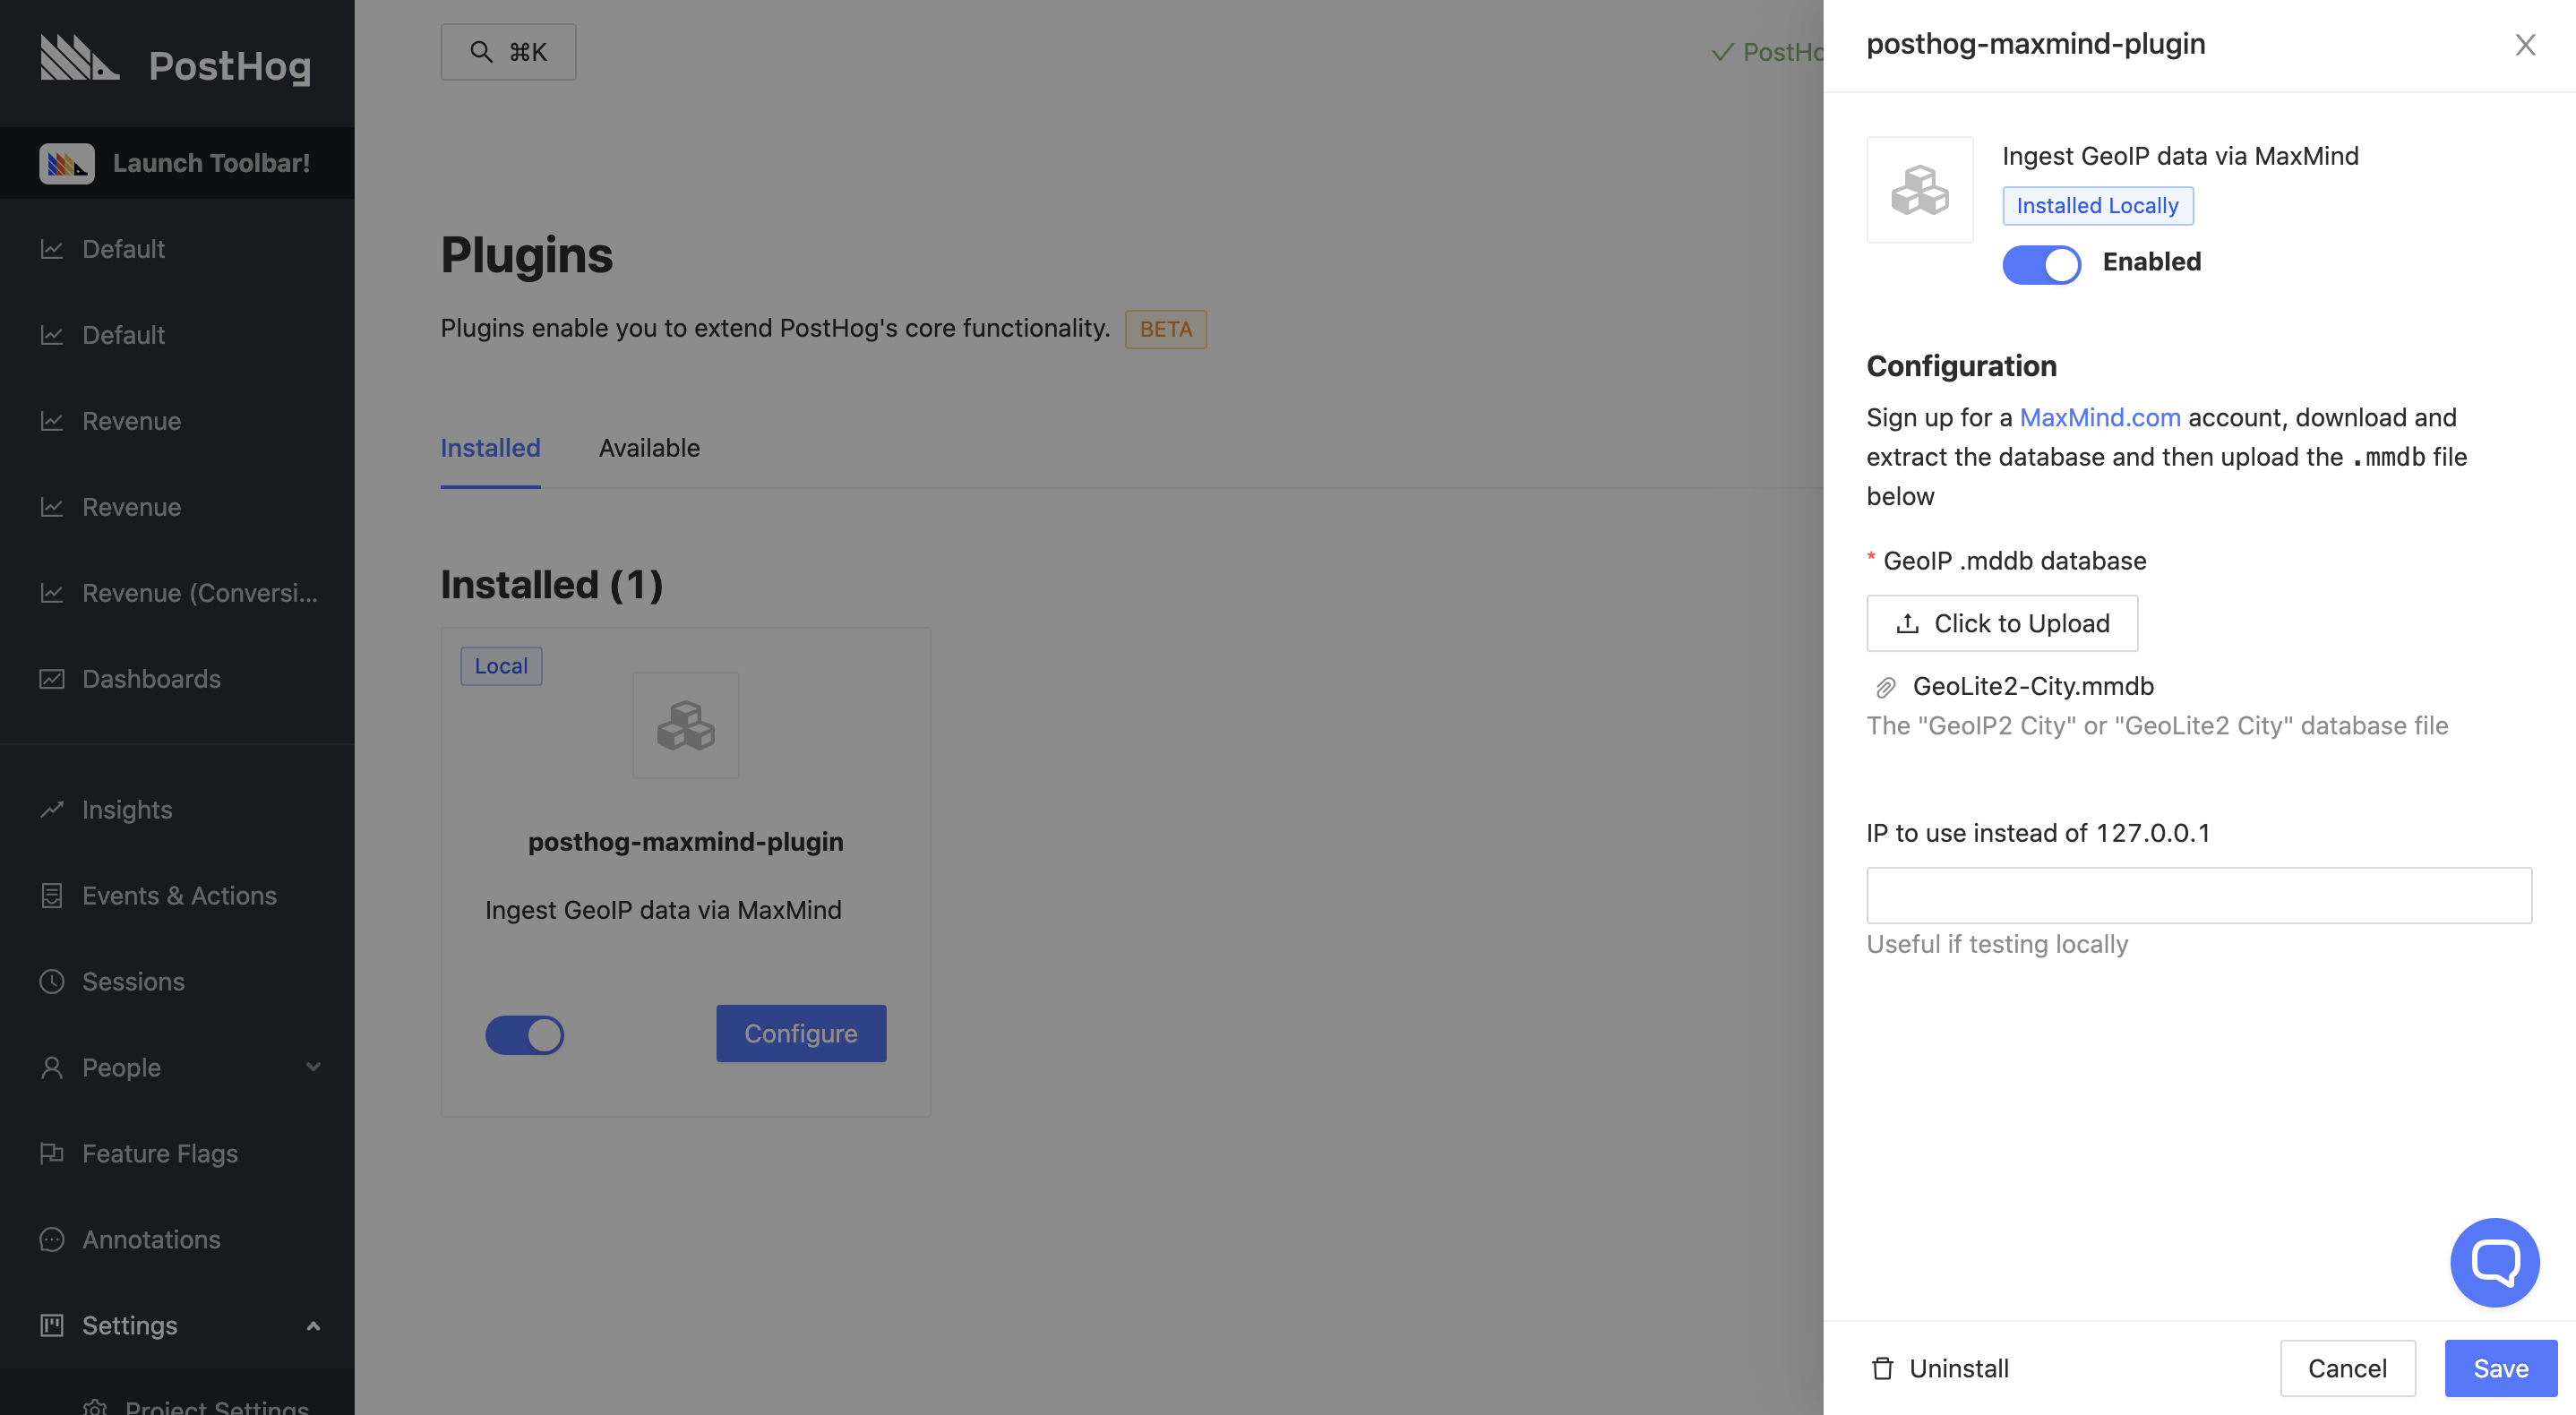 PostHog
Launch Toolbar!
Default
Default
Revenue
Revenue
Revenue (Conversi...
Dashboards
Insights
Events & Actions
Sessions
People
Feature Flags
Annotations
Settings
Project Settings
⌘K
PostHo
Plugins
Plugins enable you to extend PostHog's core functionality. BETA
Installed Available
Installed (1)
Local
posthog-maxmind-plugin
Ingest GeoIP data via MaxMind
Configure
posthog-maxmind-plugin
Ingest GeoIP data via MaxMind
Installed Locally
Enabled
Configuration
Sign up for a MaxMind.com account, download and
extract the database and then upload the .mmdb file
below
* GeoIP .mddb database
Click to Upload
GeoLite2-City.mmdb
The "GeoIP2 City" or "GeoLite2 City" database file
IP to use instead of 127.0.0.1
Useful if testing locally
Uninstall
Cancel
Save